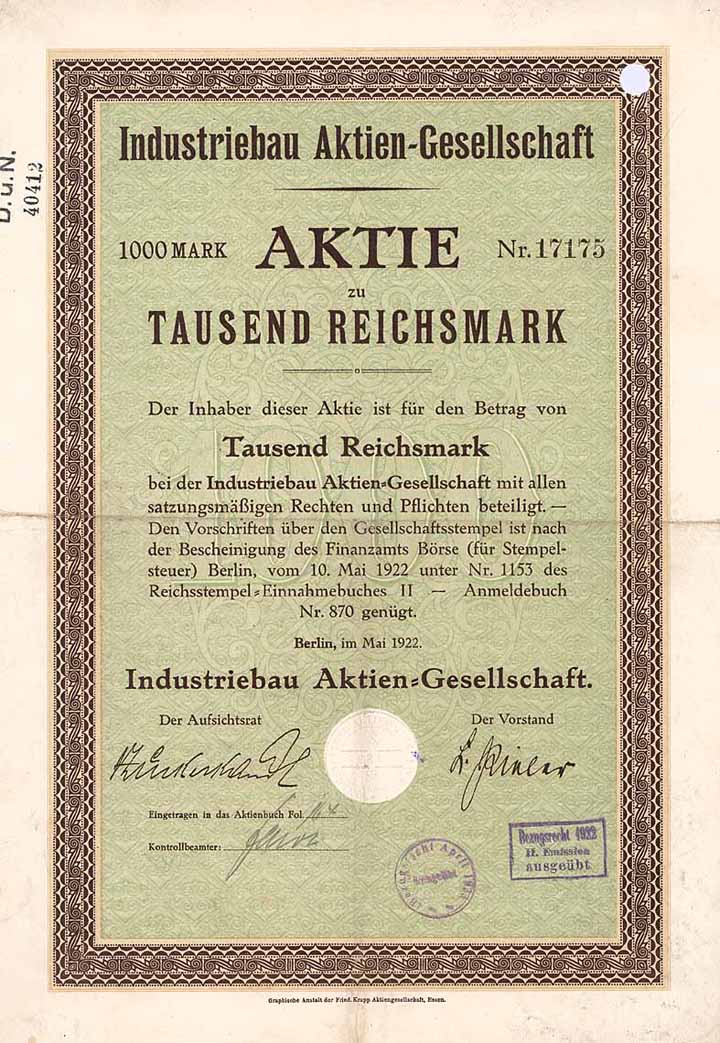 D.u.N.
40412
Industriebau Aktien-Gesellschaft
1000 MARK AKTIE Nr. 17175
zu
TAUSEND REICHSMARK
Der Inhaber dieser Aktie ist für den Betrag von
Tausend Reichsmark
bei der Industriebau Aktien-Gesellschaft mit allen
satzungsmäßigen Rechten und Pflichten beteiligt. —
Den Vorschriften über den Gesellschaftsstempel ist nach
der Bescheinigung des Finanzamts Börse (für Stempel-
steuer) Berlin, vom 10. Mai 1922 unter Nr. 1153 des
Reichsstempel-Einnahmebuches II — Anmeldebuch
Nr. 870 genügt.
Berlin, im Mai 1922.
Industriebau Aktien-Gesellschaft.
Der Aufsichtsrat Der Vorstand
Eingetragen in das Aktienbuch Fol.
Kontrollbeamter:
Bezugsrecht 1922
II. Emission
ausgeübt
Bezugsrecht April
ausgeübt
Graphische Anstalt der Fried. Krupp Aktiengesellschaft, Essen.